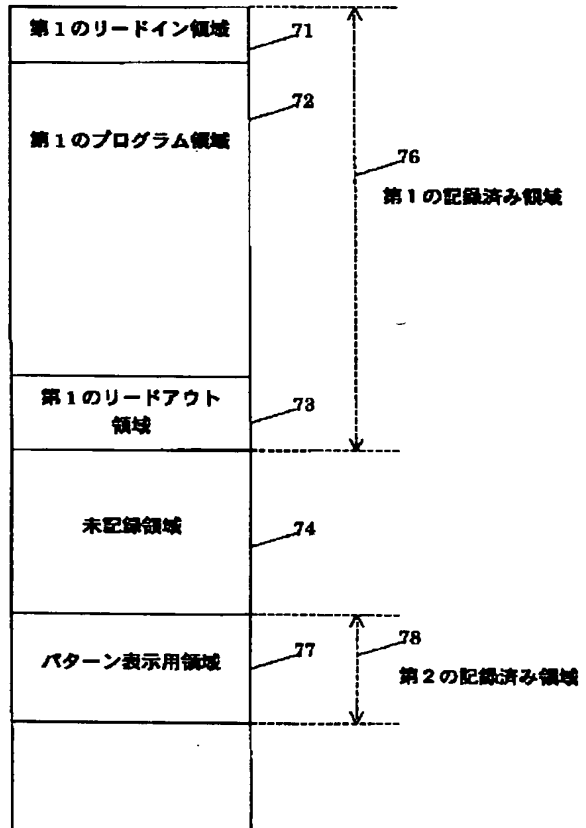 第1のリードイン領域
71
72
第1のプログラム領域
76
第1の記録済み領域
第1のリードアウト
領域
73
未記録領域
74
パターン表示用領域
77
78
第2の記録済み領域